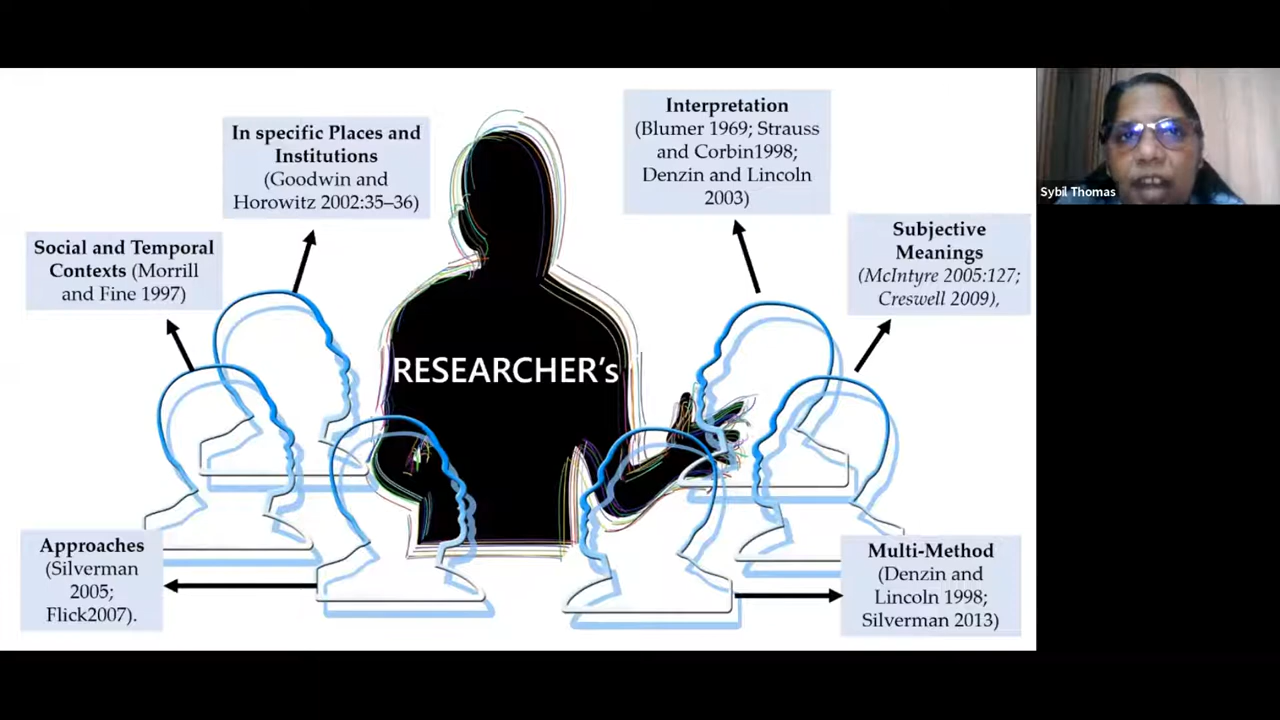 In specific Places and
Institutions
(Goodwin and
Horowitz 2002:35–36)
Interpretation
(Blumer 1969; Strauss
and Corbin1998;
Denzin and Lincoln
2003)
Sybil Thomas
Social and Temporal
Contexts (Morrill
and Fine 1997)
Subjective
Meanings
(McIntyre 2005:127;
Creswell 2009),
RESEARCHER's
Approaches
(Silverman
2005;
Flick2007).
Multi-Method
(Denzin and
Lincoln 1998;
Silverman 2013)